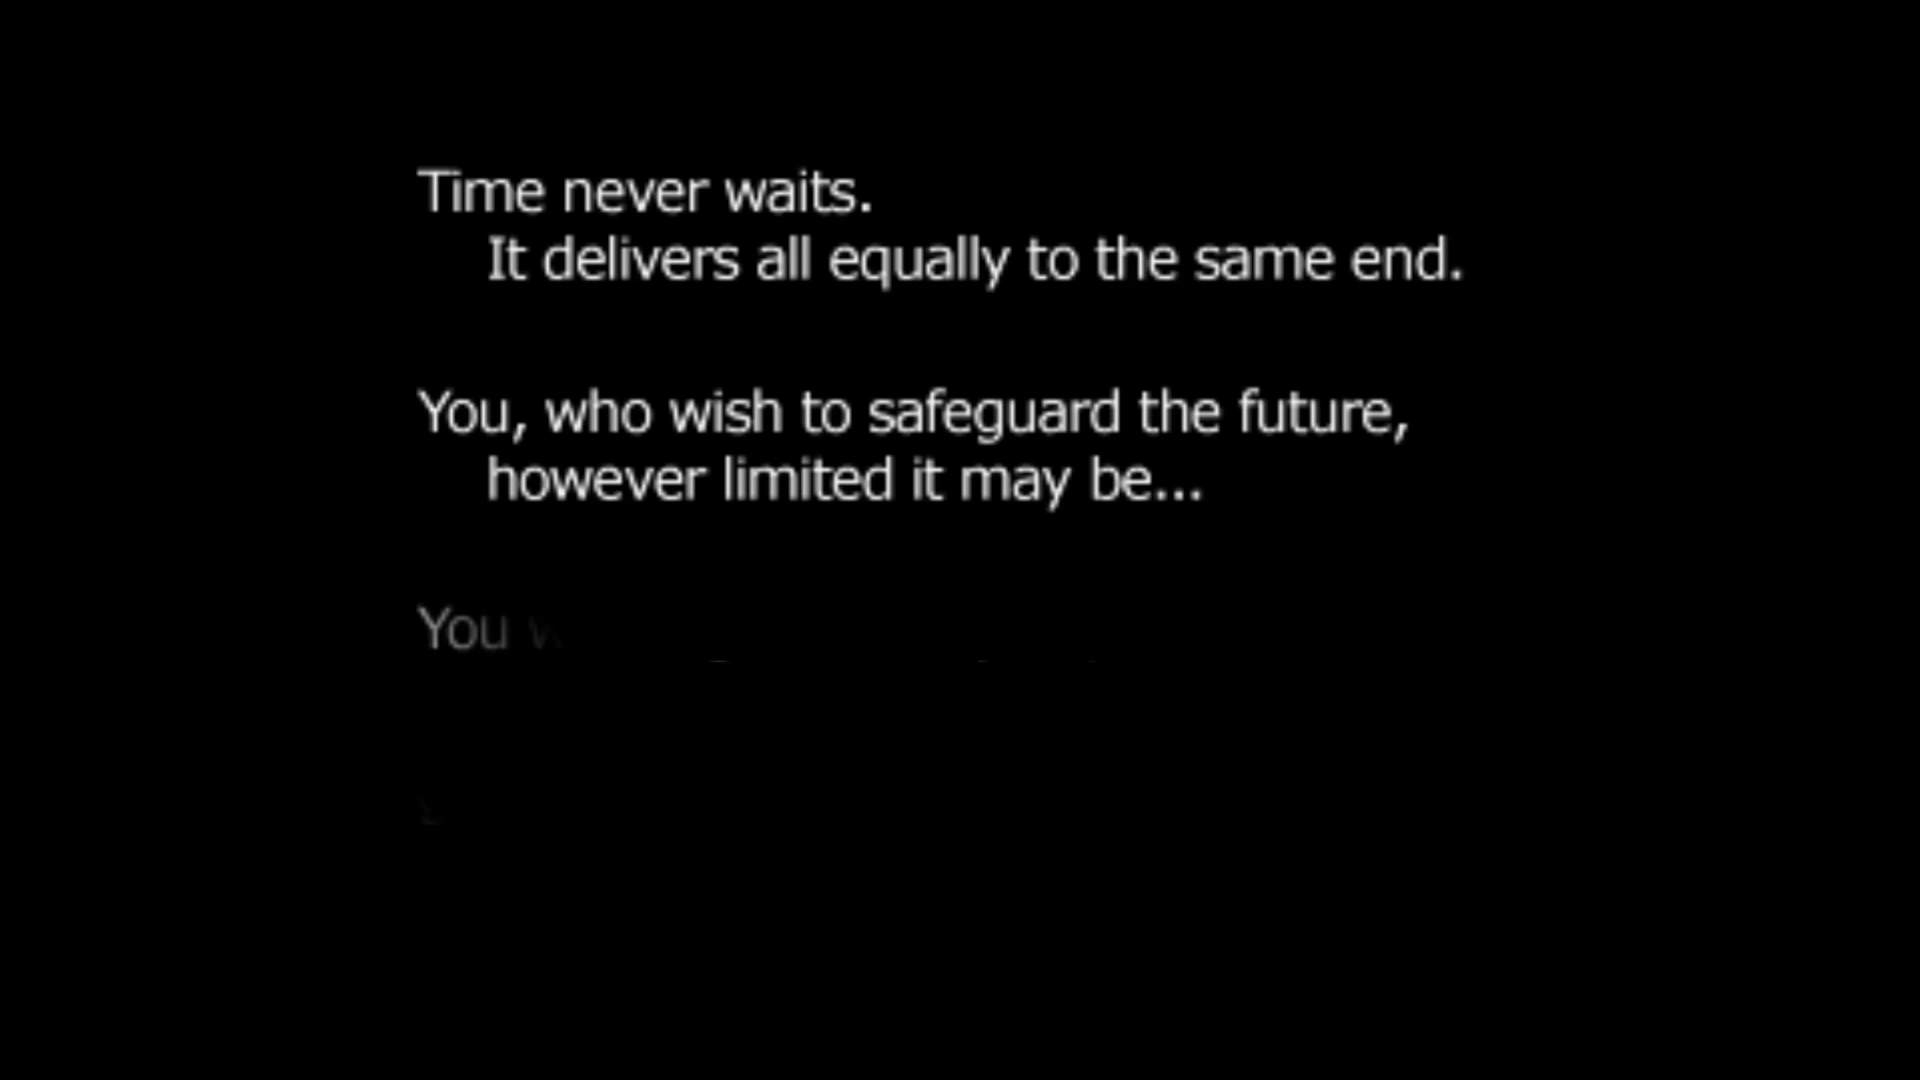 Time never waits.
It delivers all equally to the same end.
You, who wish to safeguard the future,
however limited it may be...
You